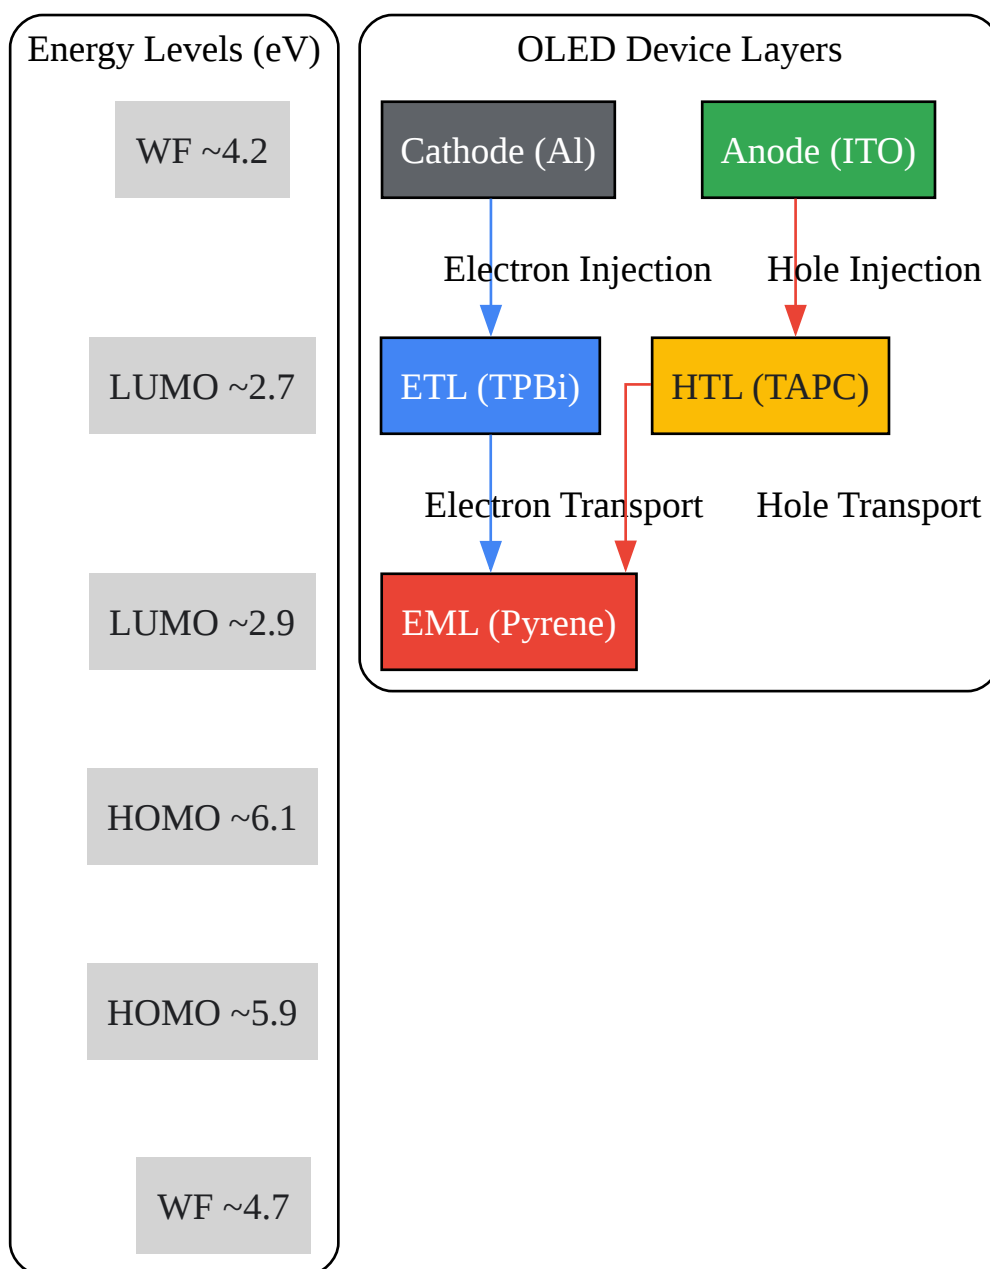 Energy Levels (eV)
WF ~4.2
LUMO ~2.7
LUMO ~2.9
HOMO ~6.1
HOMO ~5.9
WF ~4.7
OLED Device Layers
Cathode (Al)
Anode (ITO)
Electron Injection
Hole Injection
ETL (TPBi)
HTL (TAPC)
Electron Transport
Hole Transport
EML (Pyrene)